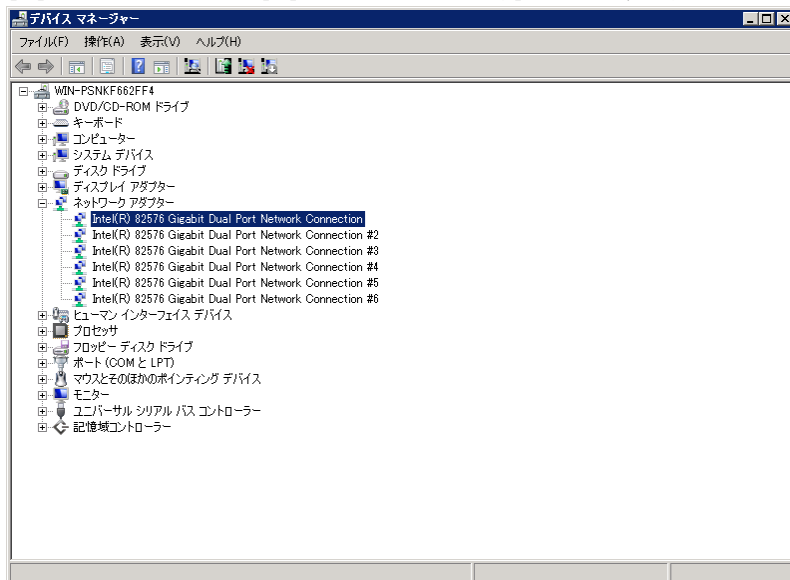 デバイス マネージャー
ファイル(F) 操作(A) 表示(V) ヘルプ(H)
WIN-PSNKF662FF4
DVD/CD-ROM ドライブ
キーボード
コンピューター
システム デバイス
ディスク ドライブ
ディスプレイ アダプター
ネットワーク アダプター
Intel(R) 82576 Gigabit Dual Port Network Connection
Intel(R) 82576 Gigabit Dual Port Network Connection #2
Intel(R) 82576 Gigabit Dual Port Network Connection #3
Intel(R) 82576 Gigabit Dual Port Network Connection #4
Intel(R) 82576 Gigabit Dual Port Network Connection #5
Intel(R) 82576 Gigabit Dual Port Network Connection #6
ヒューマン インターフェイス デバイス
プロセッサ
フロッピー ディスク ドライブ
ポート (COM と LPT)
マウスとそのほかのポインティング デバイス
モニター
ユニバーサル シリアル バス コントローラー
記憶域コントローラー